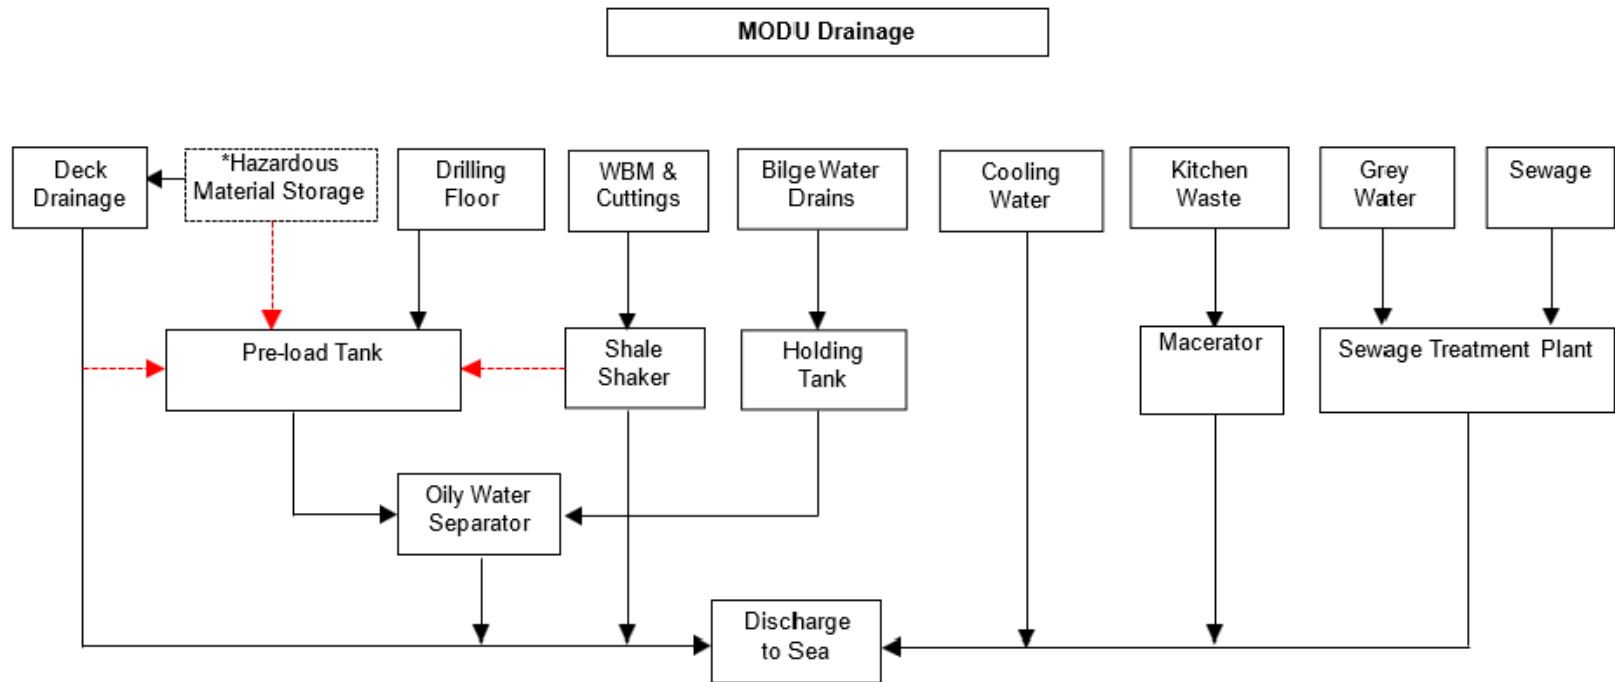 MODU Drainage
Deck
Drainage
*Hazardous
Material Storage
Drilling
Floor
WBM &
Cuttings
Bilge Water
Drains
Cooling
Water
Kitchen
Waste
Grey
Water
Sewage
Pre-load Tank
Shale
Shaker
Holding
Tank
Macerator
Sewage Treatment Plant
Oily Water
Separator
Discharge
to Sea